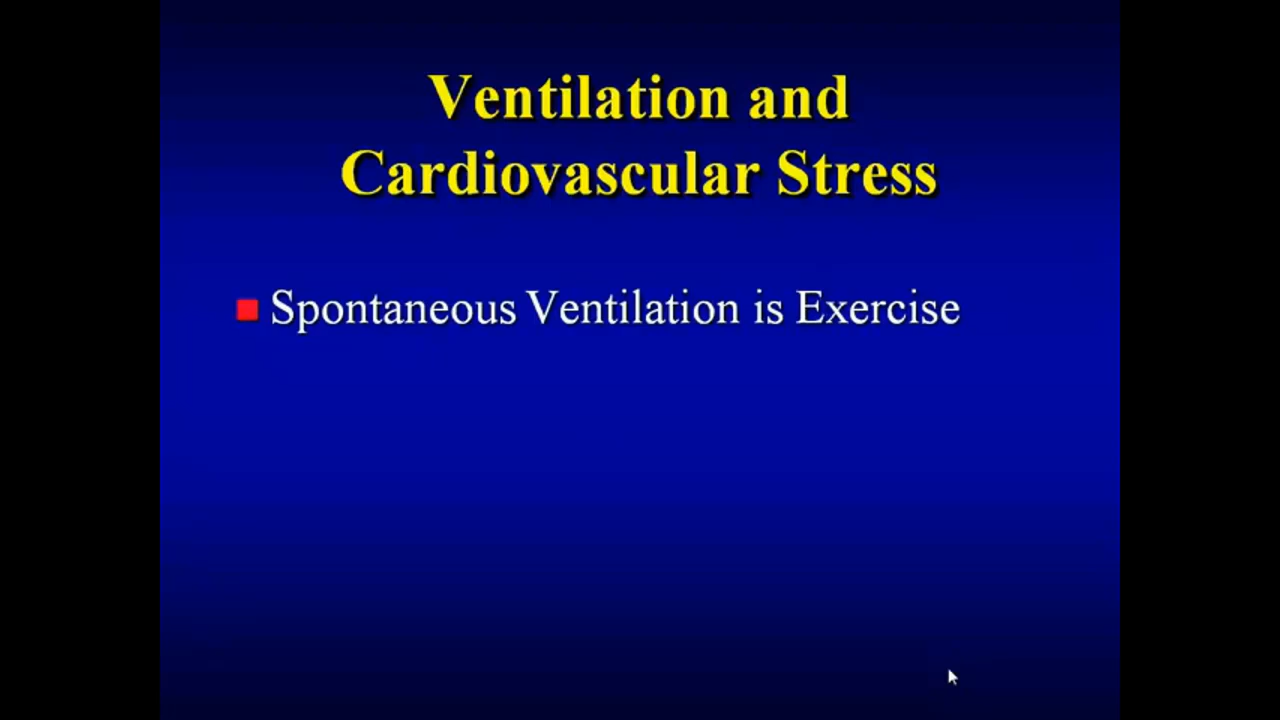 Ventilation and
Cardiovascular Stress
Spontaneous Ventilation is Exercise